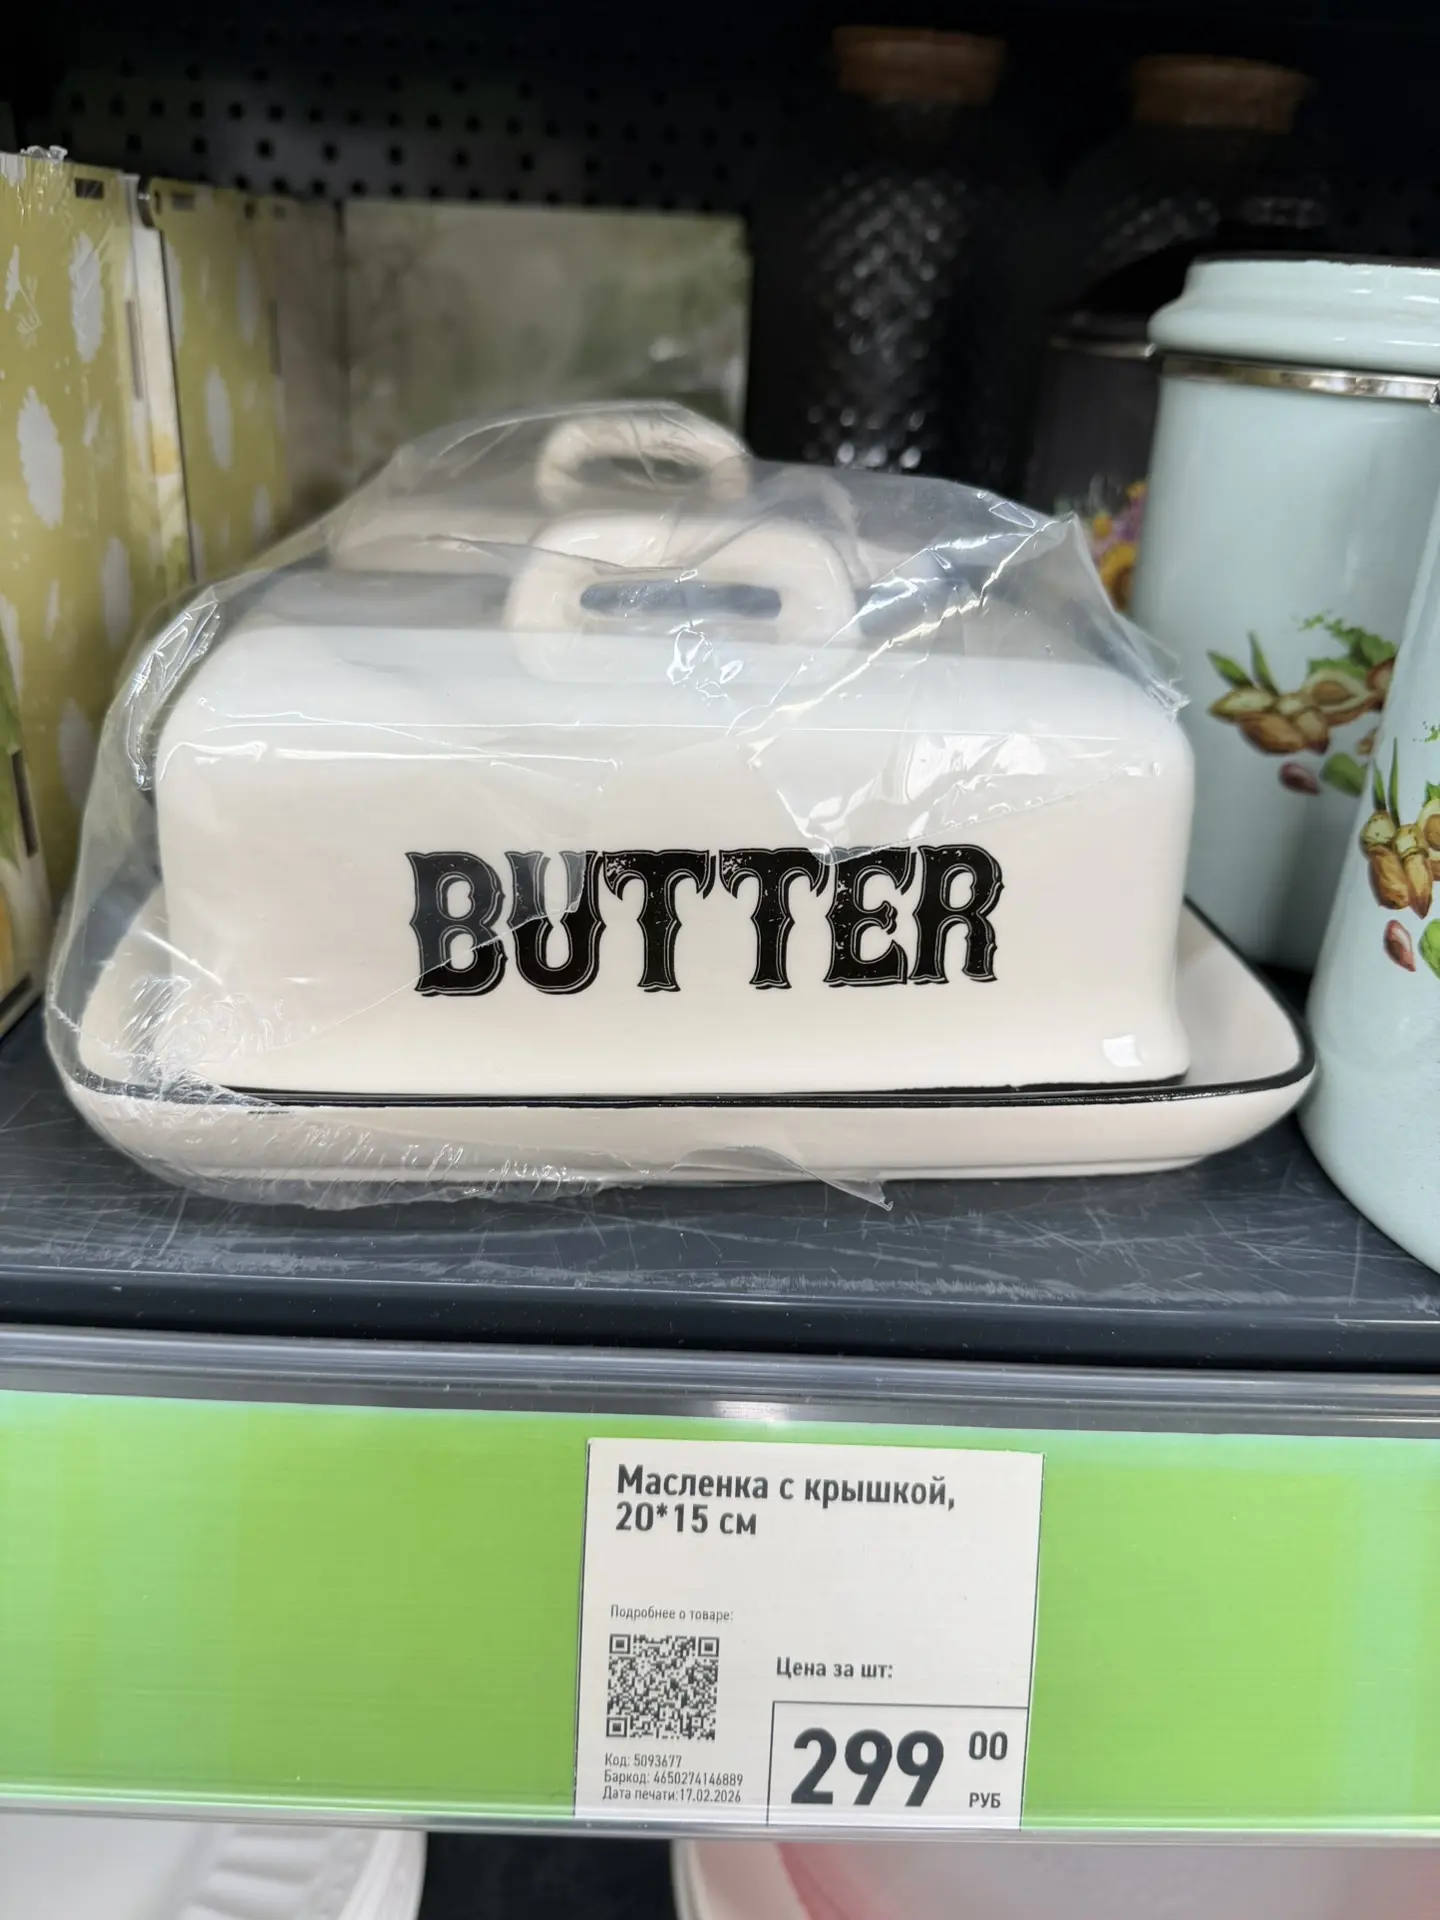 BUTTER
Масленка с крышкой,
20*15 см
Подробнее о товаре:
Цена за шт:
299 00
РУБ
Код: 5093677
Баркод: 4650274146889
Дата печати:17.02.2026